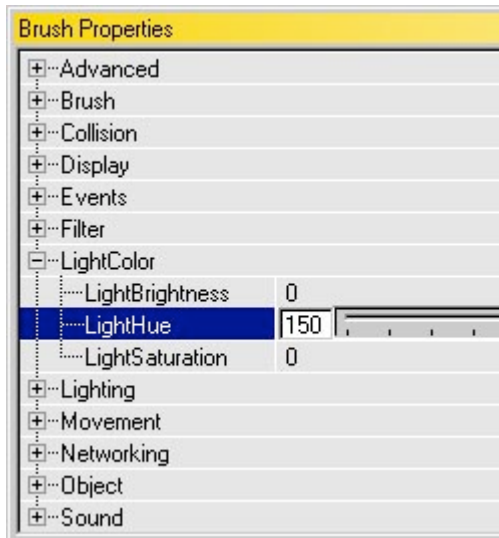 Brush Properties
Advanced
Brush
Collision
Display
Events
Filter
LightColor
LightBrightness 0
LightHue 150
LightSaturation 0
Lighting
Movement
Networking
Object
Sound